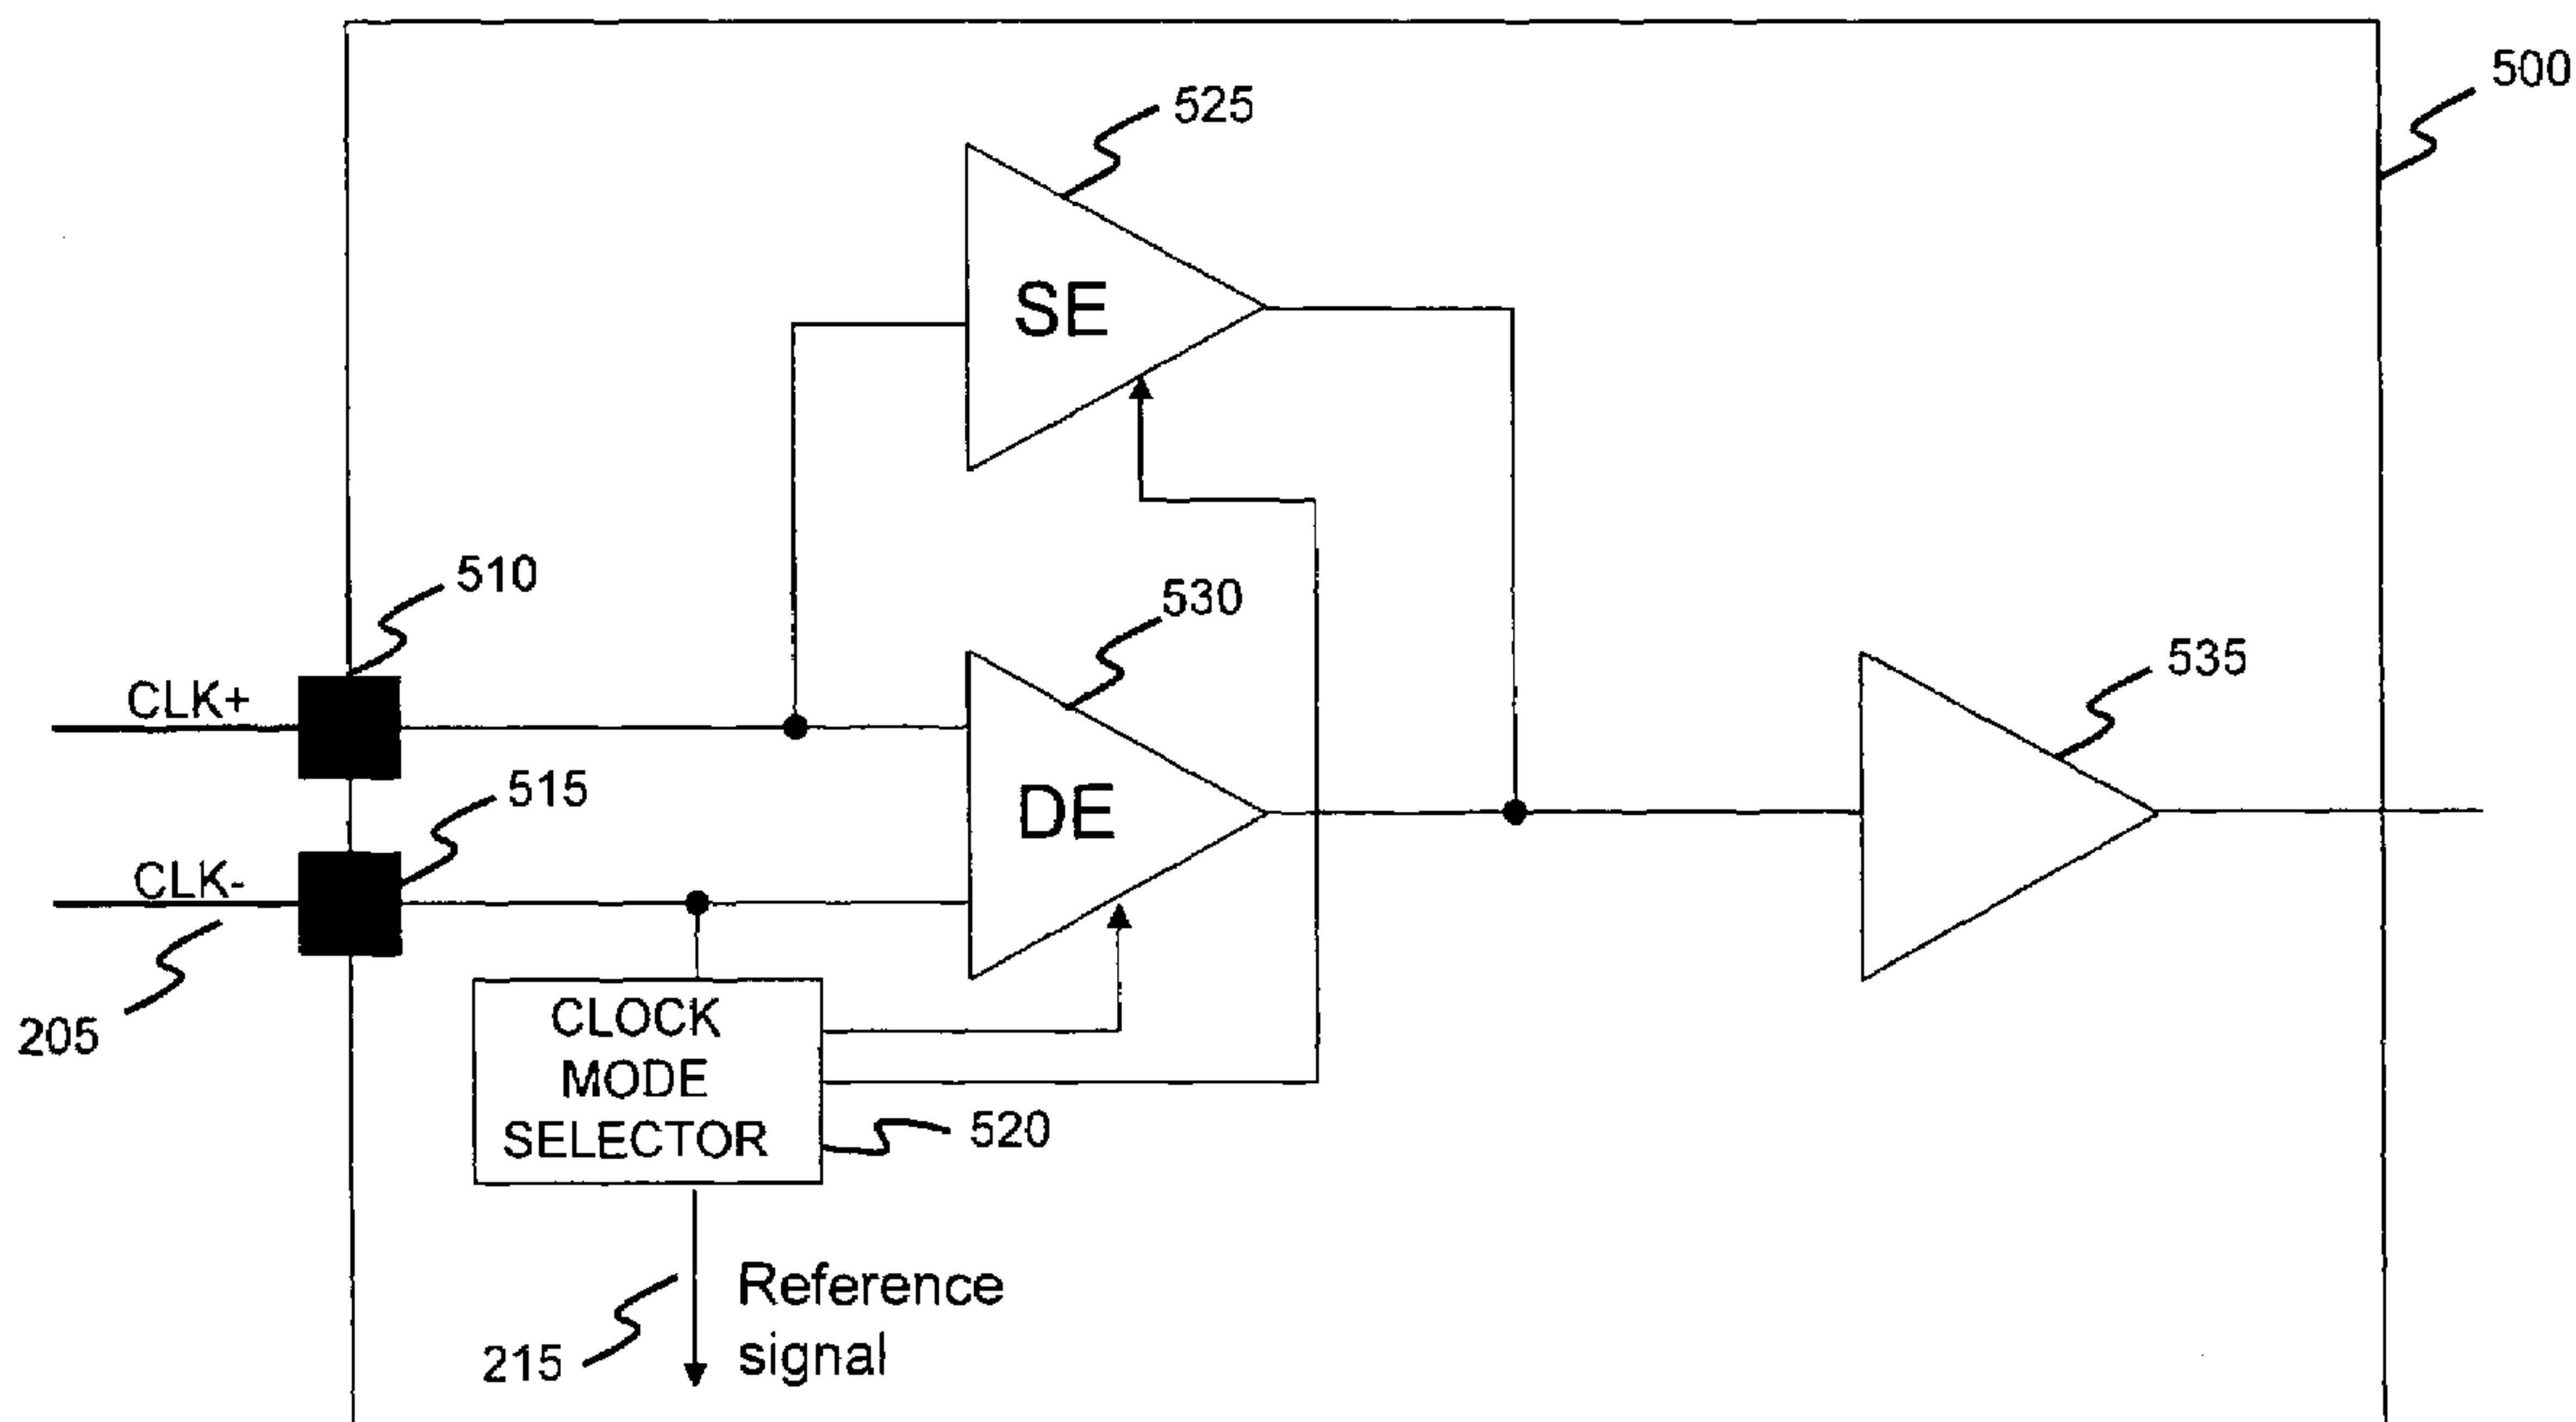 500
525
SE
510
530
535
CLK+
515
DE
CLK-
205
CLOCK
MODE
SELECTOR
520
Reference
signal
215